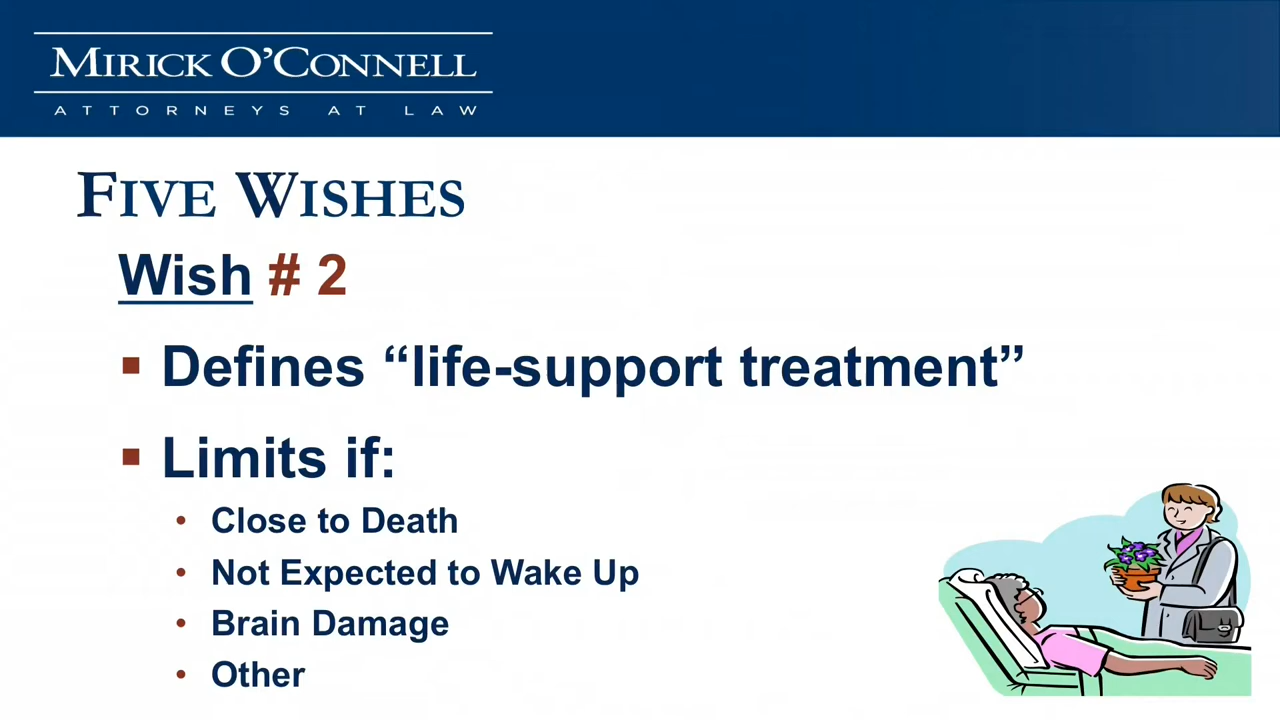 MIRICK O'CONNELL
ATTORNEYS AT LAW
FIVE WISHES
Wish # 2
▪ Defines “life-support treatment”
▪ Limits if:
• Close to Death
• Not Expected to Wake Up
• Brain Damage
• Other